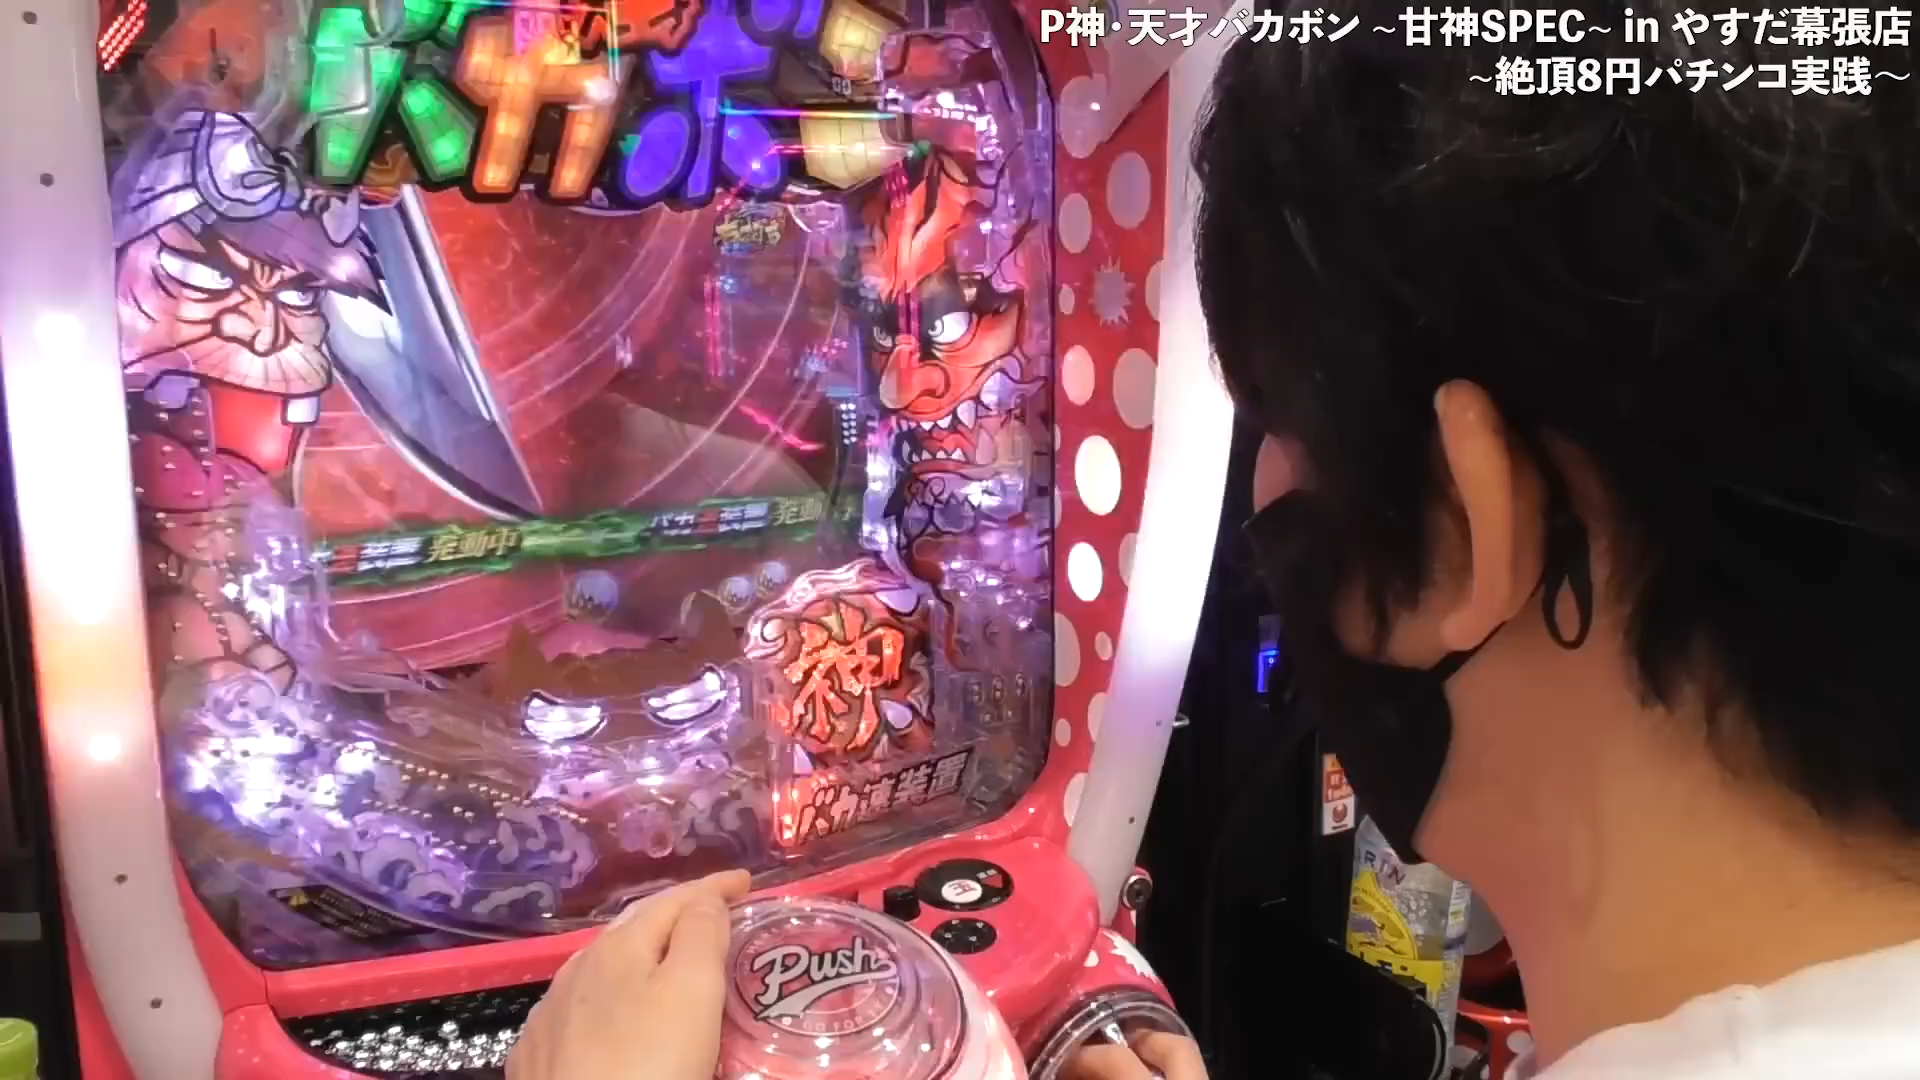 P神・天才バカボン ~甘神SPEC~ in やすだ幕張店
~絶頂8円パチンコ実践～
バカボ
発動中
バカ 装置 発動
神
バカ速装置
玉
Push